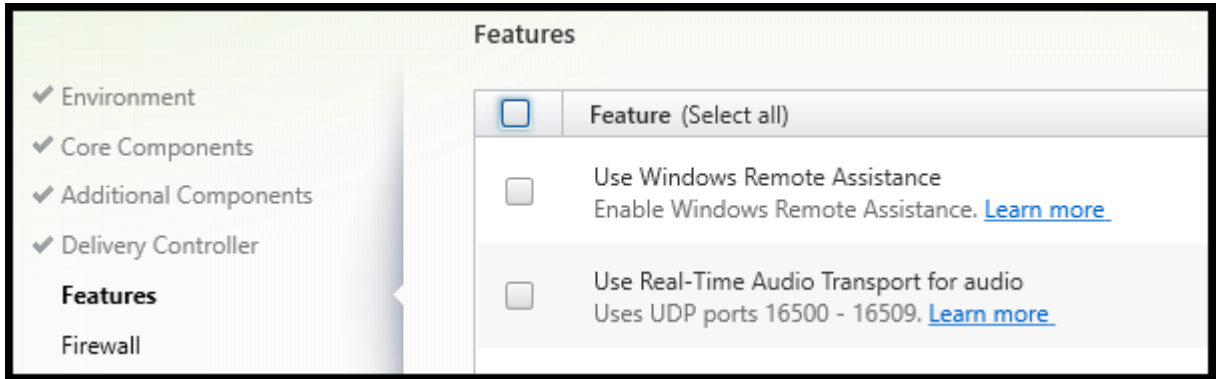 Features
Environment
Core Components
Additional Components
Delivery Controller
Features
Firewall
Feature (Select all)
Use Windows Remote Assistance
Enable Windows Remote Assistance. Learn more
Use Real-Time Audio Transport for audio
Uses UDP ports 16500 - 16509. Learn more